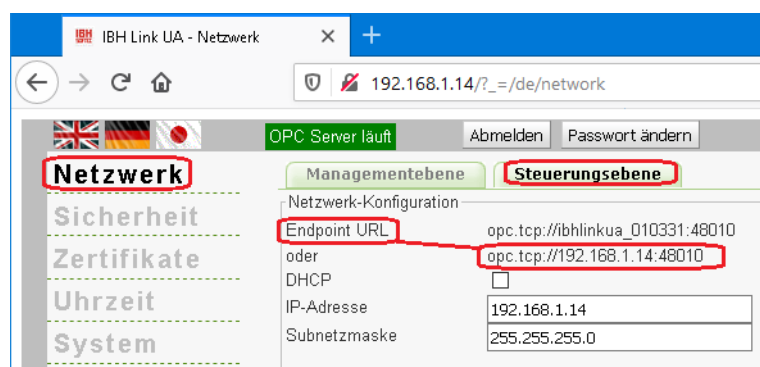 IBH Link UA - Netzwerk
192.168.1.14/?_=/de/network
OPC Server läuft Abmelden Passwort ändern
Netzwerk
Sicherheit
Zertifikate
Uhrzeit
System
Managementebene Steuerungsebene
Netzwerk-Konfiguration
Endpoint URL opc.tcp://ibhlinkua_010331:48010
oder opc.tcp://192.168.1.14:48010
DHCP
IP-Adresse 192.168.1.14
Subnetzmaske 255.255.255.0